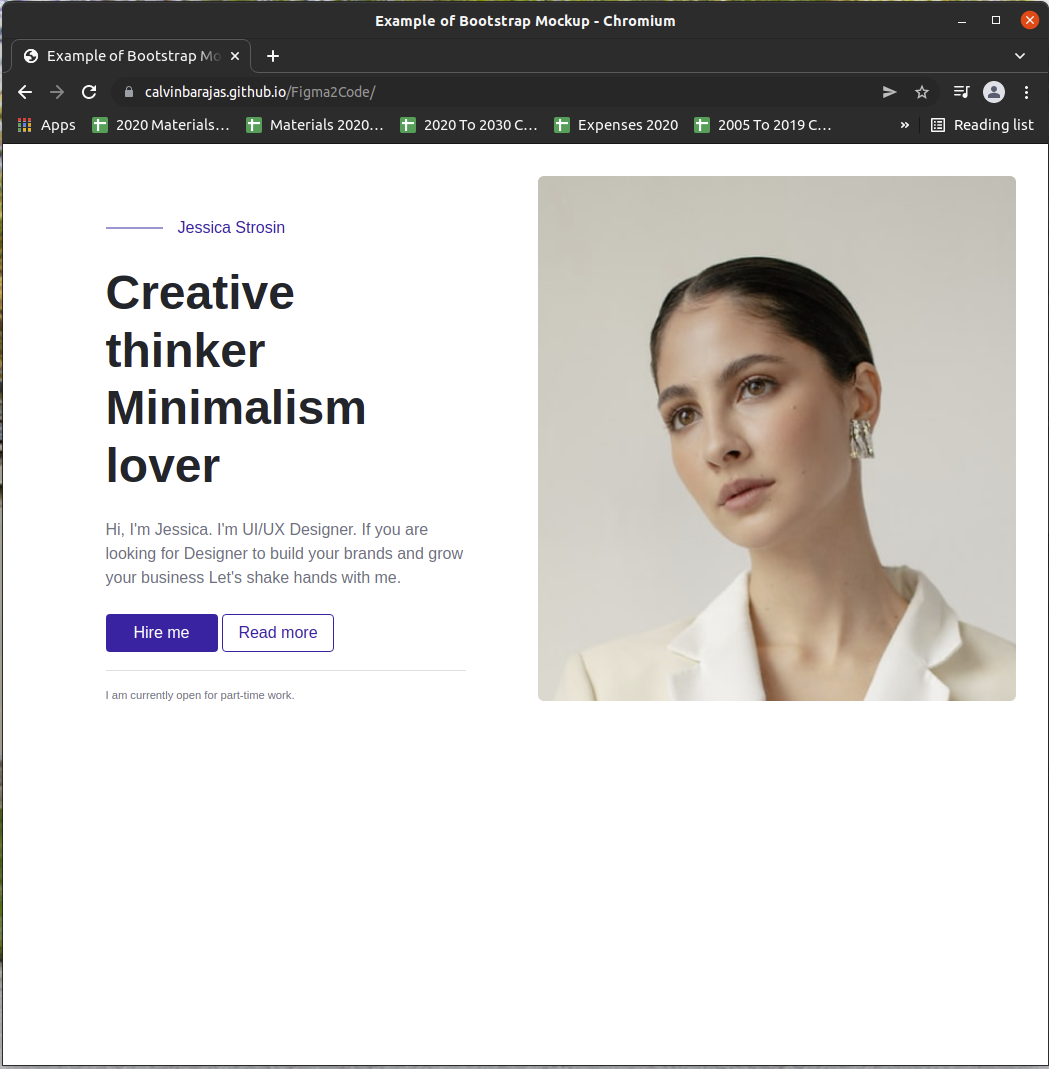 Example of Bootstrap Mockup - Chromium
Example of Bootstrap Mo
calvinbarajas.github.io/Figma2Code/
Apps 2020 Materials… Materials 2020… 2020 To 2030 C… Expenses 2020 2005 To 2019 C… » Reading list
Jessica Strosin
Creative
thinker
Minimalism
lover
Hi, I'm Jessica. I'm UI/UX Designer. If you are
looking for Designer to build your brands and grow
your business Let's shake hands with me.
Hire me Read more
I am currently open for part-time work.